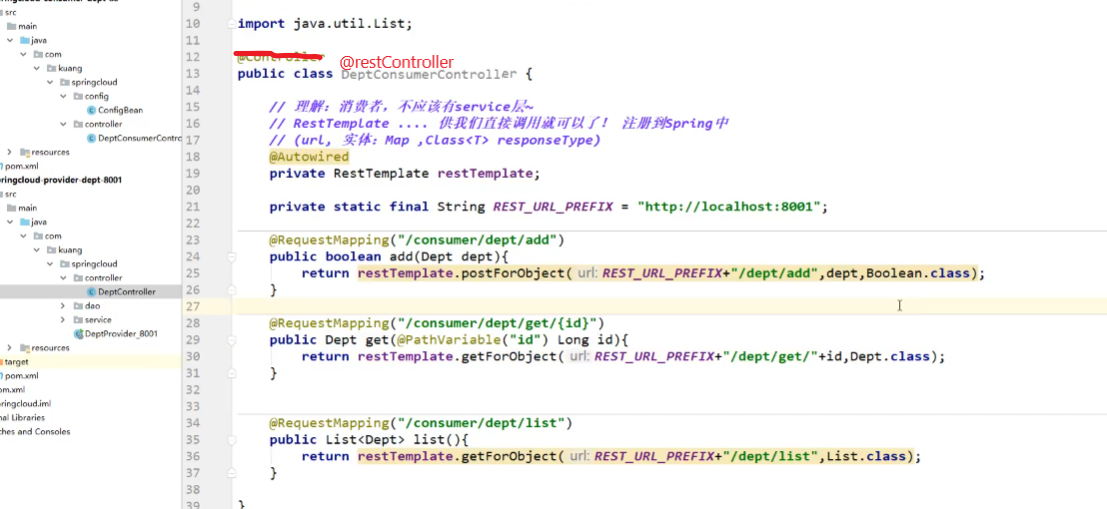 springcloud-consumer-dept-80
src
main
java
com
kuang
springcloud
config
ConfigBean
controller
DeptConsumerContro
resources
pom.xml
pringcloud-provider-dept-8001
src
main
java
com
kuang
springcloud
controller
DeptController
dao
service
DeptProvider_8001
resources
target
pom.xml
om.xml
ringcloud.iml
nal Libraries
ches and Consoles
9
10 import java.util.List;
11
12 @Controller @restController
13 public class DeptConsumerController {
14
15 // 理解：消费者，不应该有service层~
16 // RestTemplate .... 供我们直接调用就可以了！ 注册到Spring中
17 // (url, 实体：Map ,Class<T> responseType)
18 @Autowired
19 private RestTemplate restTemplate;
20
21 private static final String REST_URL_PREFIX = "http://localhost:8001";
22
23 @RequestMapping("/consumer/dept/add")
24 public boolean add(Dept dept){
25 return restTemplate.postForObject( url: REST_URL_PREFIX+"/dept/add",dept,Boolean.class);
26 }
27
28 @RequestMapping("/consumer/dept/get/{id}")
29 public Dept get(@PathVariable("id") Long id){
30 return restTemplate.getForObject( url: REST_URL_PREFIX+"/dept/get/"+id,Dept.class);
31 }
32
33
34 @RequestMapping("/consumer/dept/list")
35 public List<Dept> list(){
36 return restTemplate.getForObject( url: REST_URL_PREFIX+"/dept/list",List.class);
37 }
38
39 }